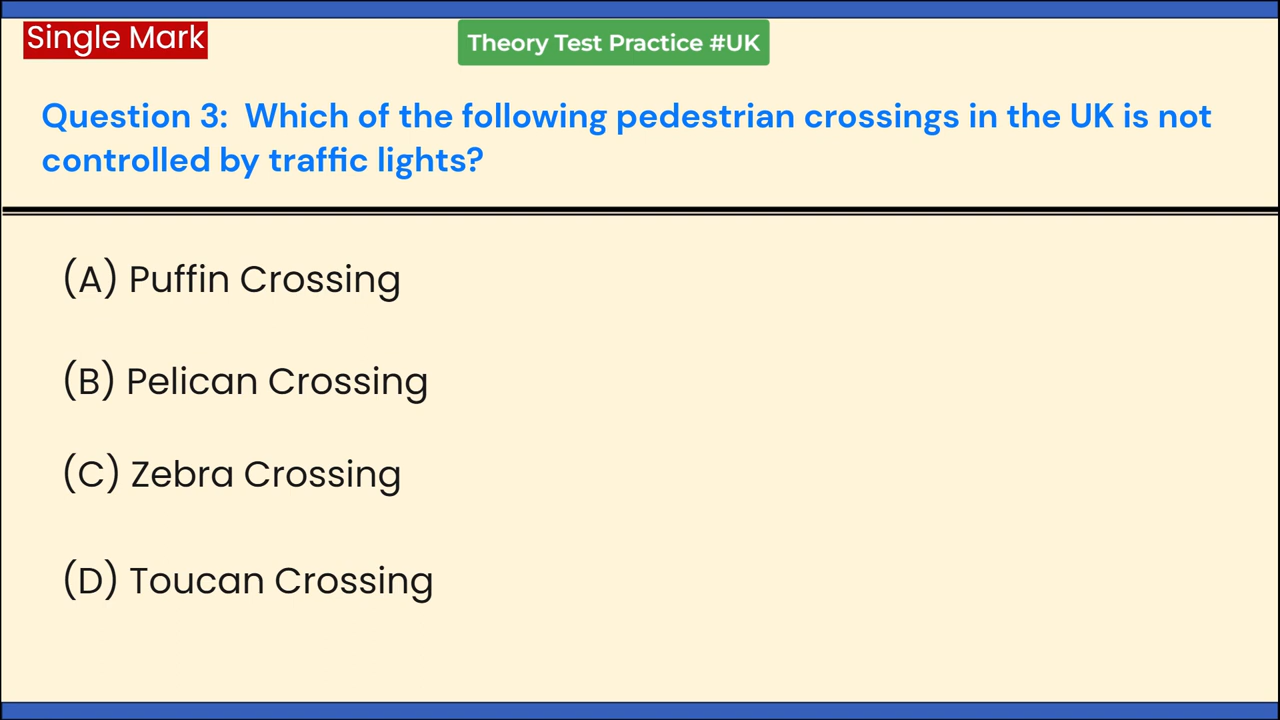 Single Mark
Theory Test Practice #UK
Question 3: Which of the following pedestrian crossings in the UK is not
controlled by traffic lights?
(A) Puffin Crossing
(B) Pelican Crossing
(C) Zebra Crossing
(D) Toucan Crossing